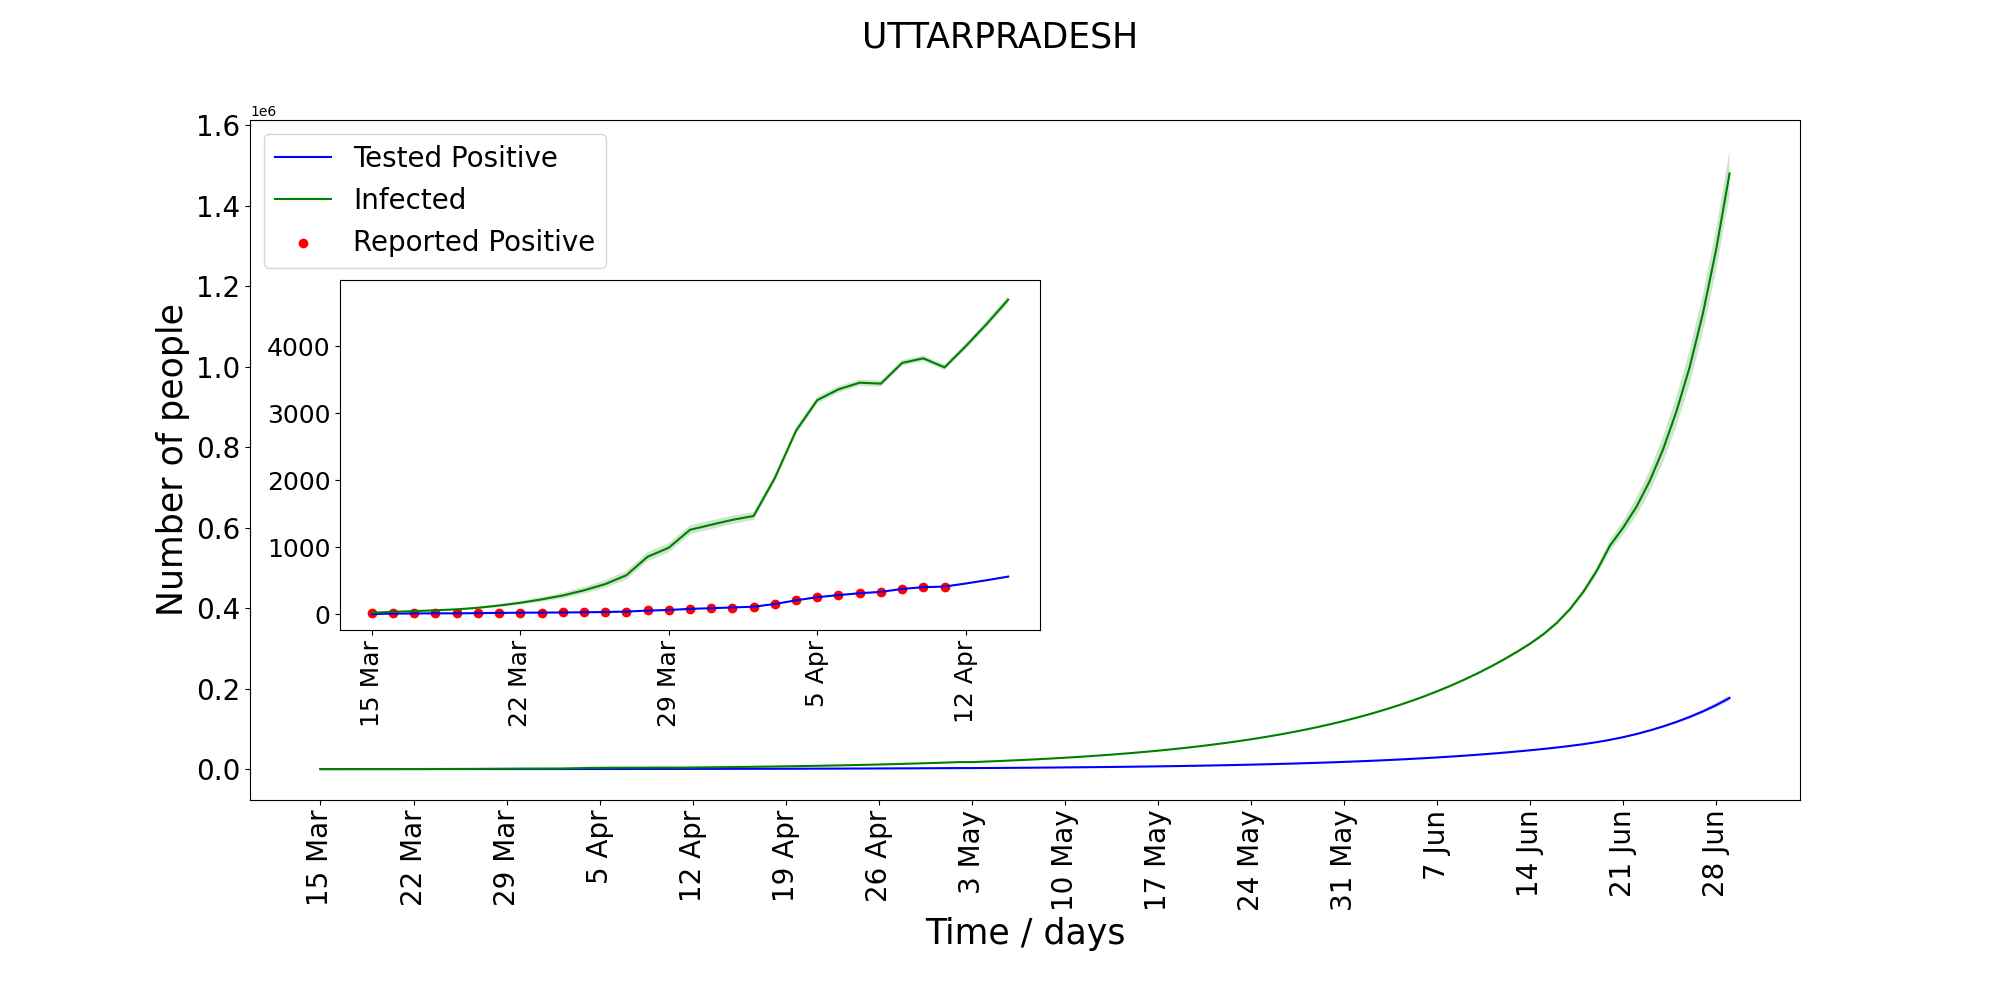 UTTARPRADESH
1e6
1.6
1.4
1.2
1.0
0.8
0.6
0.4
0.2
0.0
Number of people
Tested Positive
Infected
Reported Positive
4000
3000
2000
1000
0
15 Mar
22 Mar
29 Mar
5 Apr
12 Apr
15 Mar
22 Mar
29 Mar
5 Apr
12 Apr
19 Apr
26 Apr
3 May
10 May
17 May
24 May
31 May
7 Jun
14 Jun
21 Jun
28 Jun
Time / days